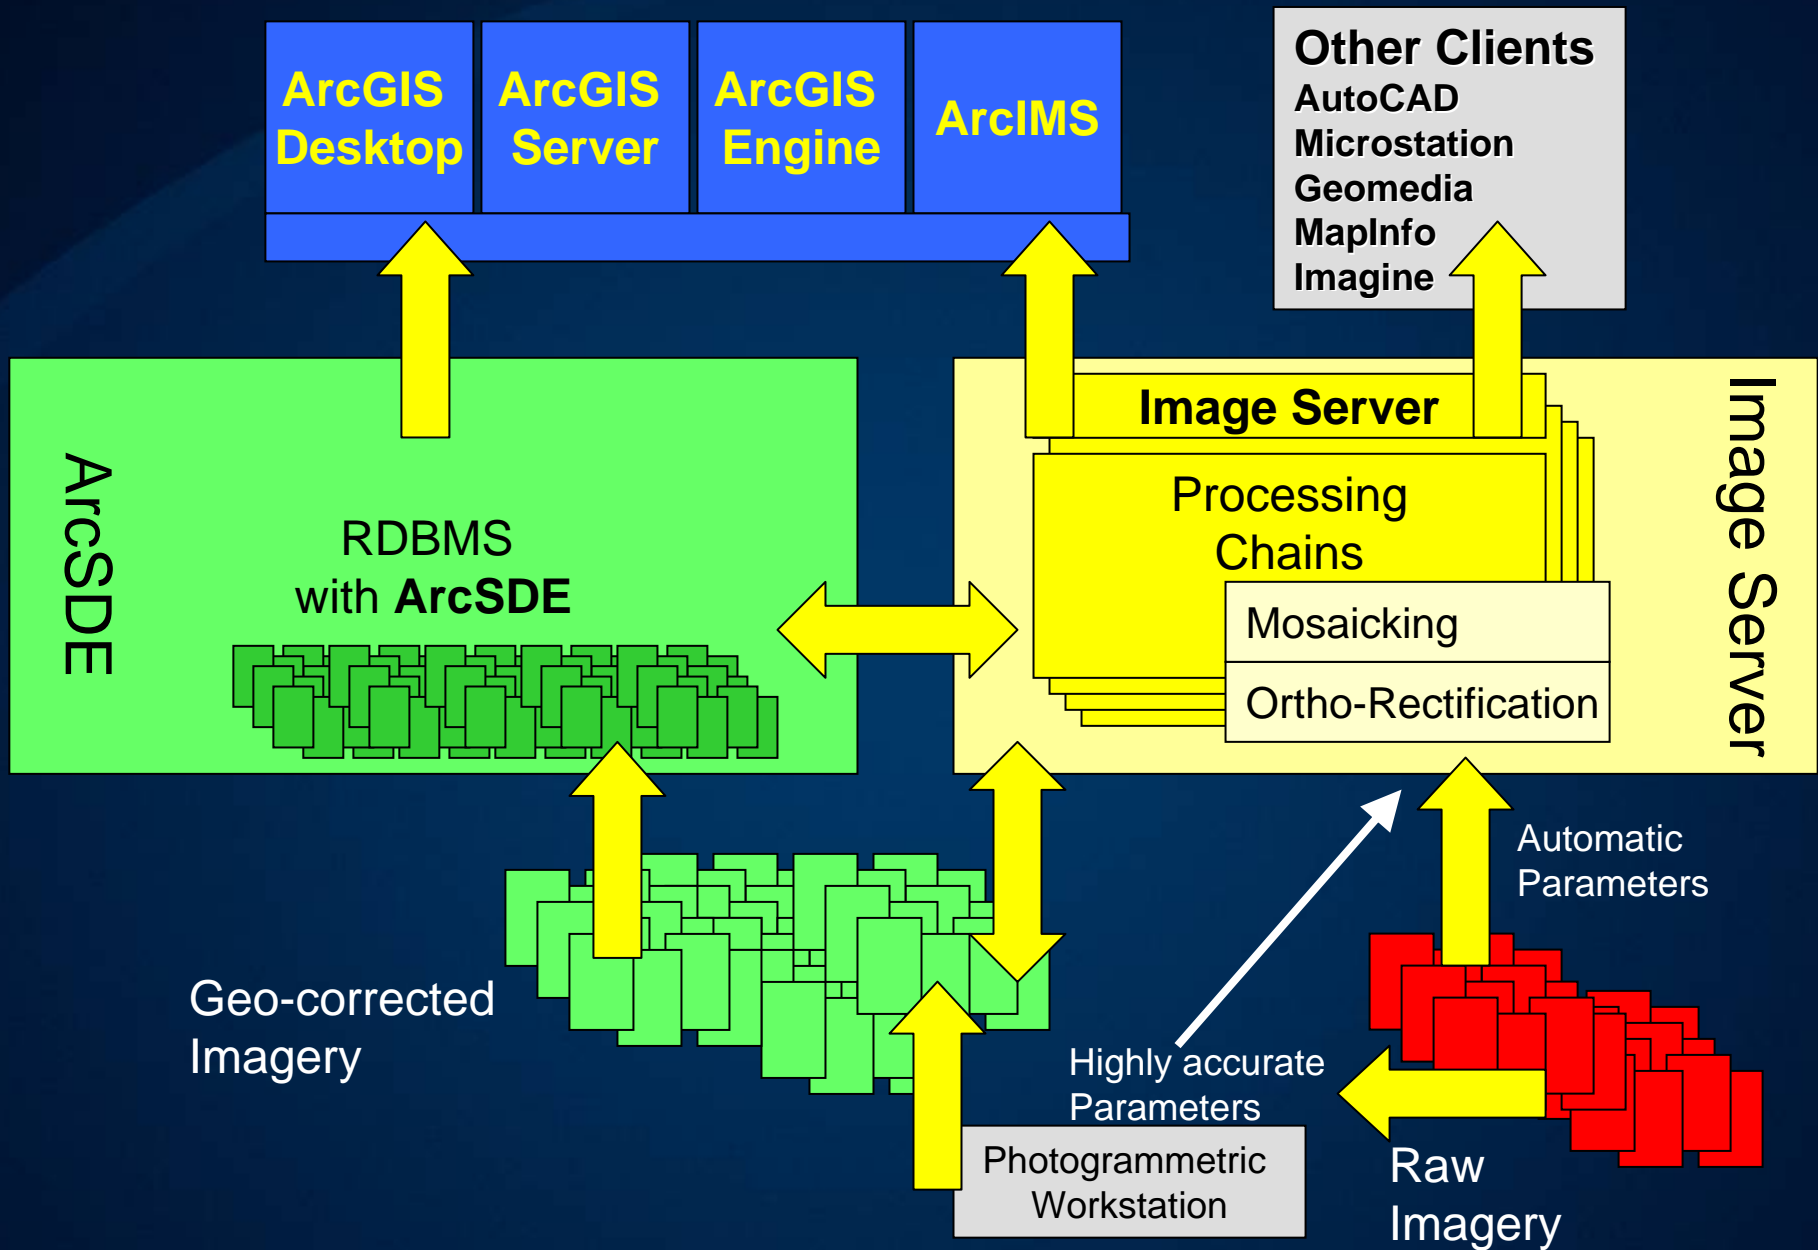 ArcGIS
Desktop
ArcGIS
Server
ArcGIS
Engine
ArcIMS
Other Clients
AutoCAD
Microstation
Geomedia
MapInfo
Imagine
ArcSDE
RDBMS
with ArcSDE
Image Server
Processing
Chains
Mosaicking
Ortho-Rectification
Image Server
Automatic
Parameters
Geo-corrected
Imagery
Highly accurate
Parameters
Photogrammetric
Workstation
Raw
Imagery